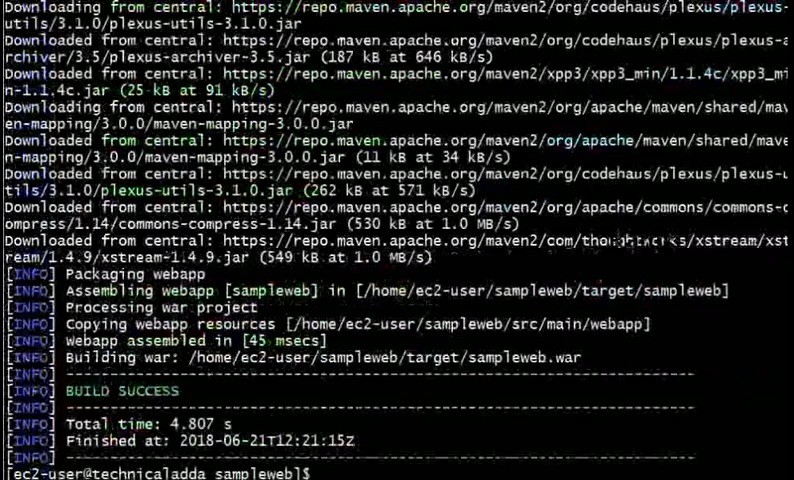 Downloading from central: https://repo.maven.apache.org/maven2/org/codehaus/plexus/plexus-
utils/3.1.0/plexus-utils-3.1.0.jar
Downloaded from central: https://repo.maven.apache.org/maven2/org/codehaus/plexus/plexus-a
rchiver/3.5/plexus-archiver-3.5.jar (187 kB at 646 kB/s)
Downloaded from central: https://repo.maven.apache.org/maven2/xpp3/xpp3_min/1.1.4c/xpp3_mi
n-1.1.4c.jar (25 kB at 91 kB/s)
Downloading from central: https://repo.maven.apache.org/maven2/org/apache/maven/shared/mav
en-mapping/3.0.0/maven-mapping-3.0.0.jar
Downloaded from central: https://repo.maven.apache.org/maven2/org/apache/maven/shared/mave
n-mapping/3.0.0/maven-mapping-3.0.0.jar (11 kB at 34 kB/s)
Downloaded from central: https://repo.maven.apache.org/maven2/org/codehaus/plexus/plexus-u
tils/3.1.0/plexus-utils-3.1.0.jar (262 kB at 571 kB/s)
Downloaded from central: https://repo.maven.apache.org/maven2/org/apache/commons/commons-c
ompress/1.14/commons-compress-1.14.jar (530 kB at 1.0 MB/s)
Downloaded from central: https://repo.maven.apache.org/maven2/com/thoughtworks/xstream/xst
ream/1.4.9/xstream-1.4.9.jar (549 kB at 1.0 MB/s)
[INFO] Packaging webapp
[INFO] Assembling webapp [sampleweb] in [/home/ec2-user/sampleweb/target/sampleweb]
[INFO] Processing war project
[INFO] Copying webapp resources [/home/ec2-user/sampleweb/src/main/webapp]
[INFO] Webapp assembled in [45 msecs]
[INFO] Building war: /home/ec2-user/sampleweb/target/sampleweb.war
[INFO] ------------------------------------------------------------------------
[INFO] BUILD SUCCESS
[INFO] ------------------------------------------------------------------------
[INFO] Total time: 4.807 s
[INFO] Finished at: 2018-06-21T12:21:15Z
[INFO] ------------------------------------------------------------------------
[ec2-user@technicaladda sampleweb]$